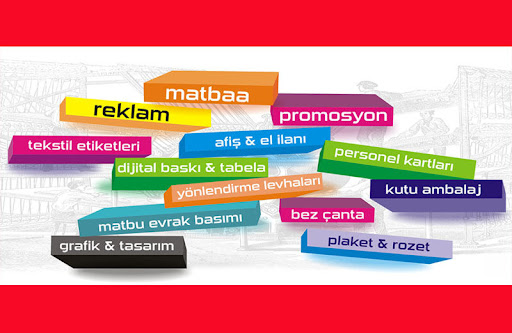 matbaa
reklam
promosyon
tekstil etiketleri
afiş & el ilanı
personel kartları
dijital baskı & tabela
yönlendirme levhaları
kutu ambalaj
matbu evrak basımı
bez çanta
grafik & tasarım
plaket & rozet